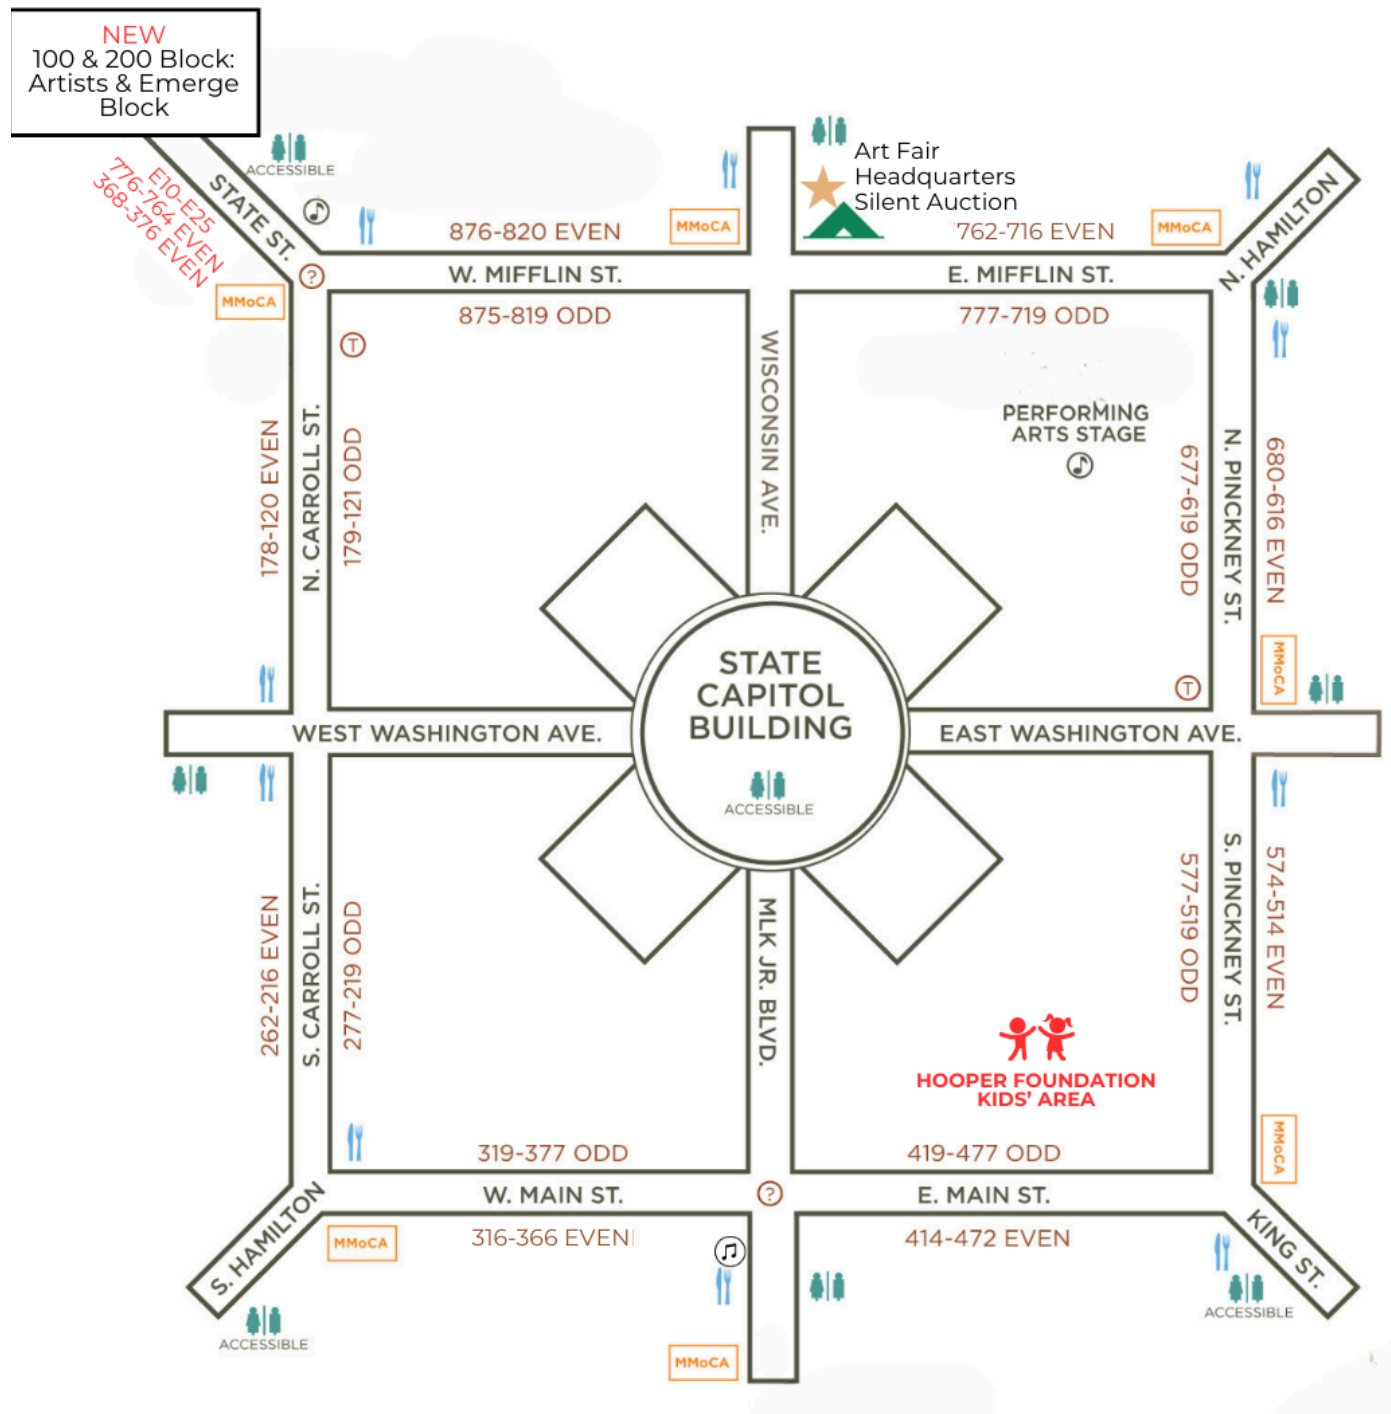 NEW
100 & 200 Block:
Artists & Emerge
Block
ACCESSIBLE
E10-E25
776-764 EVEN
368-376 EVEN
STATE ST.
Art Fair
Headquarters
Silent Auction
876-820 EVEN
MMoCA
762-716 EVEN
MMoCA
N. HAMILTON
?
W. MIFFLIN ST.
E. MIFFLIN ST.
MMoCA
875-819 ODD
777-719 ODD
T
WISCONSIN AVE.
PERFORMING
ARTS STAGE
178-120 EVEN
N. CARROLL ST.
179-121 ODD
677-619 ODD
N. PINCKNEY ST.
680-616 EVEN
MMoCA
T
STATE
CAPITOL
BUILDING
ACCESSIBLE
WEST WASHINGTON AVE.
EAST WASHINGTON AVE.
262-216 EVEN
S. CARROLL ST.
277-219 ODD
MLK JR. BLVD.
577-519 ODD
S. PINCKNEY ST.
574-514 EVEN
HOOPER FOUNDATION
KIDS' AREA
MMoCA
319-377 ODD
419-477 ODD
W. MAIN ST.
?
E. MAIN ST.
316-366 EVEN
414-472 EVEN
S. HAMILTON
MMoCA
KING ST.
ACCESSIBLE
ACCESSIBLE
MMoCA